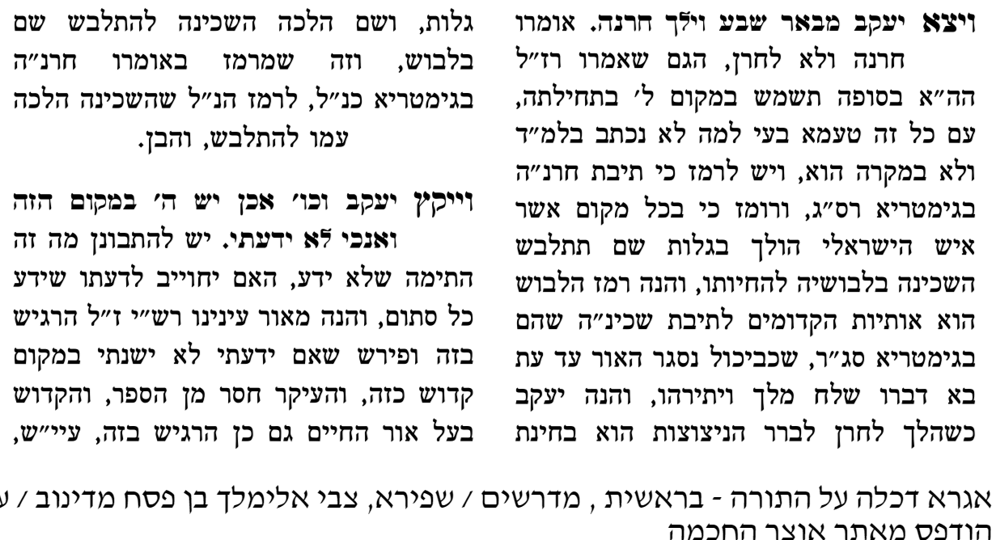 ויצא יעקב מבאר שבע וילך חרנה. אומרו
חרנה ולא לחרן, הגם שאמרו רז״ל
הה״א בסופה תשמש במקום ל׳ בתחילתה,
עם כל זה טעמא בעי למה לא נכתב בלמ״ד
ולא במקרה הוא, ויש לרמז כי תיבת חרנ״ה
בגימטריא רס״ג, ורומז כי בכל מקום אשר
איש הישראלי הולך בגלות שם תתלבש
השכינה בלבושיה להחיותו, והנה רמז הלבוש
הוא אותיות הקדומים לתיבת שכינ״ה שהם
בגימטריא סג״ר, שכביכול נסגר האור עד עת
בא דברו שלח מלך ויתירהו, והנה יעקב
כשהלך לחרן לברר הניצוצות הוא בחינת
גלות, ושם הלכה השכינה להתלבש שם
בלבוש, וזה שמרמז באומרו חרנ״ה
בגימטריא כנ״ל, לרמז הנ״ל שהשכינה הלכה
עמו להתלבש, והבן.
וייקץ יעקב וכו׳ אכן יש ה׳ במקום הזה
ואנכי לא ידעתי. יש להתבונן מה זה
התימה שלא ידע, האם יחוייב לדעתו שידע
כל סתום, והנה מאור עינינו רש״י ז״ל הרגיש
בזה ופירש שאם ידעתי לא ישנתי במקום
קדוש כזה, והעיקר חסר מן הספר, והקדוש
בעל אור החיים גם כן הרגיש בזה, עיי״ש,
אגרא דכלה על התורה - בראשית , מדרשים / שפירא, צבי אלימלך בן פסח מדינוב /
הודפס מאתר אוצר החכמה